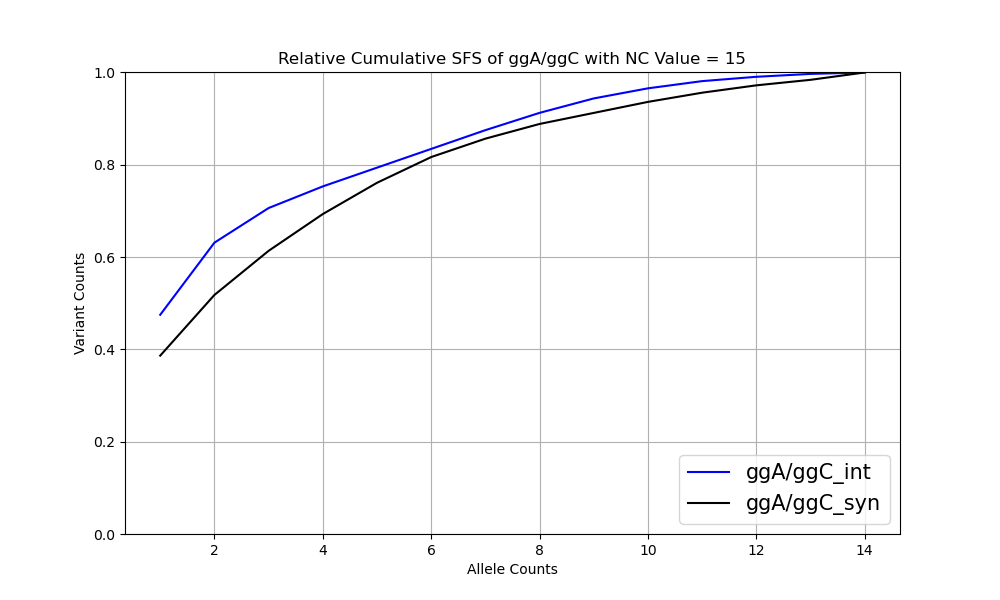 Relative Cumulative SFS of ggA/ggC with NC Value = 15
1.0
0.8
0.6
0.4
0.2
0.0
Variant Counts
2 4 6 8 10 12 14
Allele Counts
ggA/ggC_int
ggA/ggC_syn